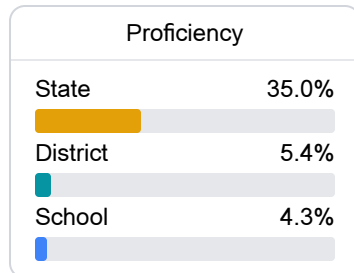 Proficiency
State 35.0%
District 5.4%
School 4.3%